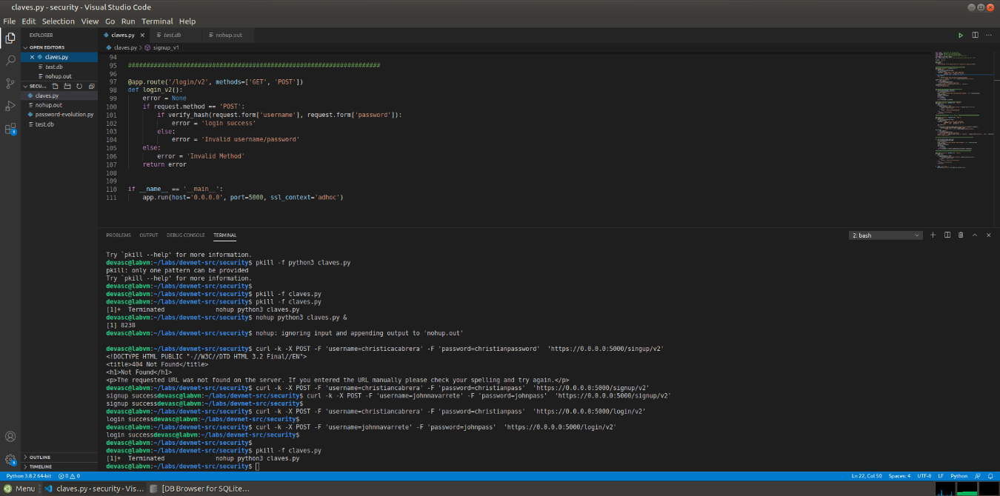 claves.py - security - Visual Studio Code
File Edit Selection View Go Run Terminal Help
EXPLORER
OPEN EDITORS
claves.py
test.db
nohup.out
SECU...
claves.py
nohup.out
password-evolution.py
test.db
OUTLINE
TIMELINE
claves.py test.db nohup.out
claves.py > signup_v1
94
95 #####################################################################
96
97 @app.route('/login/v2', methods=['GET', 'POST'])
98 def login_v2():
99 error = None
100 if request.method == 'POST':
101 if verify_hash(request.form['username'], request.form['password']):
102 error = 'login success'
103 else:
104 error = 'Invalid username/password'
105 else:
106 error = 'Invalid Method'
107 return error
108
109
110 if __name__ == '__main__':
111 app.run(host='0.0.0.0', port=5000, ssl_context='adhoc')
PROBLEMS OUTPUT DEBUG CONSOLE TERMINAL 2: bash
Try `pkill --help' for more information.
devasc@labvm:~/labs/devnet-src/security$ pkill -f python3 claves.py
pkill: only one pattern can be provided
Try `pkill --help' for more information.
devasc@labvm:~/labs/devnet-src/security$
devasc@labvm:~/labs/devnet-src/security$ pkill -f claves.py
devasc@labvm:~/labs/devnet-src/security$ pkill -f claves.py
[1]+ Terminated nohup python3 claves.py
devasc@labvm:~/labs/devnet-src/security$ nohup python3 claves.py &
[1] 8238
devasc@labvm:~/labs/devnet-src/security$ nohup: ignoring input and appending output to 'nohup.out'
devasc@labvm:~/labs/devnet-src/security$ curl -k -X POST -F 'username=christicacabrera' -F 'password=christianpassword' 'https://0.0.0.0:5000/singup/v2'
<!DOCTYPE HTML PUBLIC "-//W3C//DTD HTML 3.2 Final//EN">
<title>404 Not Found</title>
<h1>Not Found</h1>
<p>The requested URL was not found on the server. If you entered the URL manually please check your spelling and try again.</p>
devasc@labvm:~/labs/devnet-src/security$ curl -k -X POST -F 'username=christiancabrera' -F 'password=christianpass' 'https://0.0.0.0:5000/signup/v2'
signup successdevasc@labvm:~/labs/devnet-src/security$ curl -k -X POST -F 'username=johnnavarrete' -F 'password=johnpass' 'https://0.0.0.0:5000/signup/v2'
signup successdevasc@labvm:~/labs/devnet-src/security$
devasc@labvm:~/labs/devnet-src/security$ curl -k -X POST -F 'username=christiancabrera' -F 'password=christianpass' 'https://0.0.0.0:5000/login/v2'
login successdevasc@labvm:~/labs/devnet-src/security$
devasc@labvm:~/labs/devnet-src/security$ curl -k -X POST -F 'username=johnnavarrete' -F 'password=johnpass' 'https://0.0.0.0:5000/login/v2'
login successdevasc@labvm:~/labs/devnet-src/security$
devasc@labvm:~/labs/devnet-src/security$
devasc@labvm:~/labs/devnet-src/security$ pkill -f claves.py
[1]+ Terminated nohup python3 claves.py
devasc@labvm:~/labs/devnet-src/security$
Python 3.8.2 64-bit 0 0 Ln 22, Col 50 Spaces: 4 UTF-8 LF Python
Menu claves.py - security - Vis... [DB Browser for SQLite...